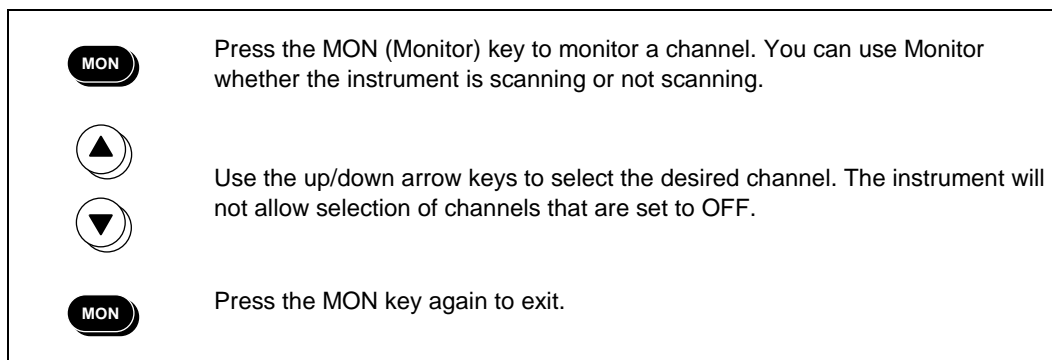 MON
Press the MON (Monitor) key to monitor a channel. You can use Monitor
whether the instrument is scanning or not scanning.
Use the up/down arrow keys to select the desired channel. The instrument will
not allow selection of channels that are set to OFF.
MON
Press the MON key again to exit.